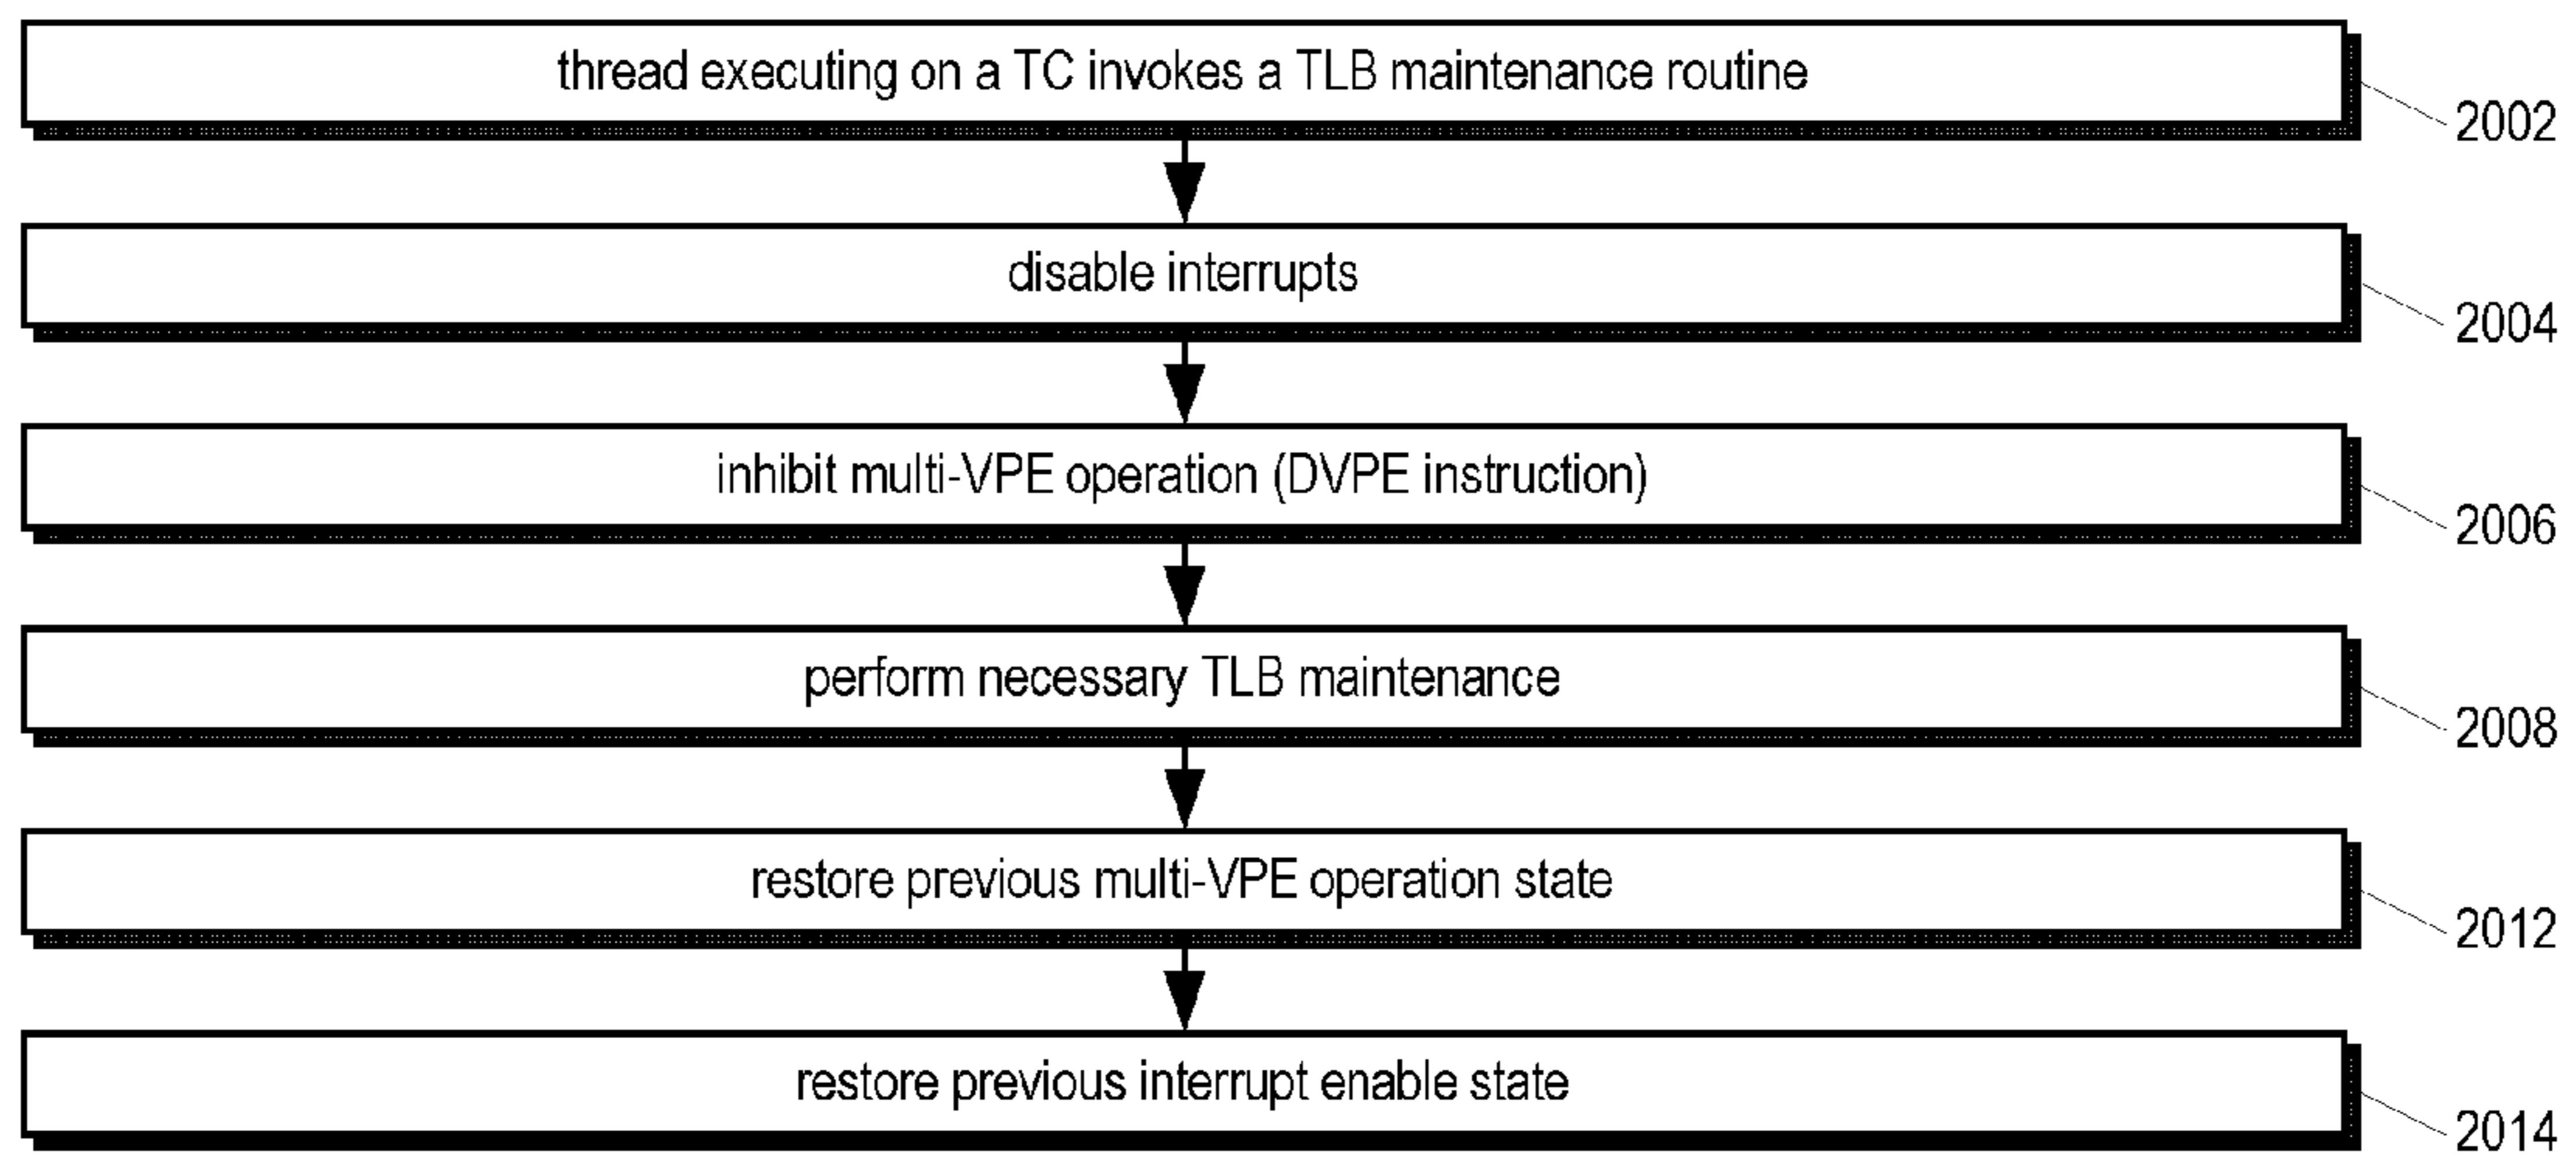 thread executing on a TC invokes a TLB maintenance routine
2002
disable interrupts
2004
inhibit multi-VPE operation (DVPE instruction)
2006
perform necessary TLB maintenance
2008
restore previous multi-VPE operation state
2012
restore previous interrupt enable state
2014